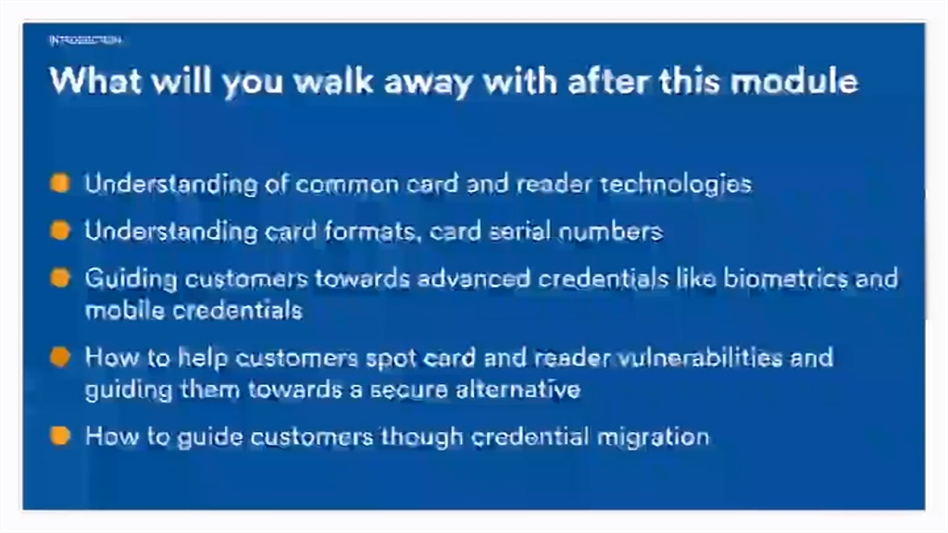 INTRODUCTION
What will you walk away with after this module
Understanding of common card and reader technologies
Understanding card formats, card serial numbers
Guiding customers towards advanced credentials like biometrics and
mobile credentials
How to help customers spot card and reader vulnerabilities and
guiding them towards a secure alternative
How to guide customers though credential migration